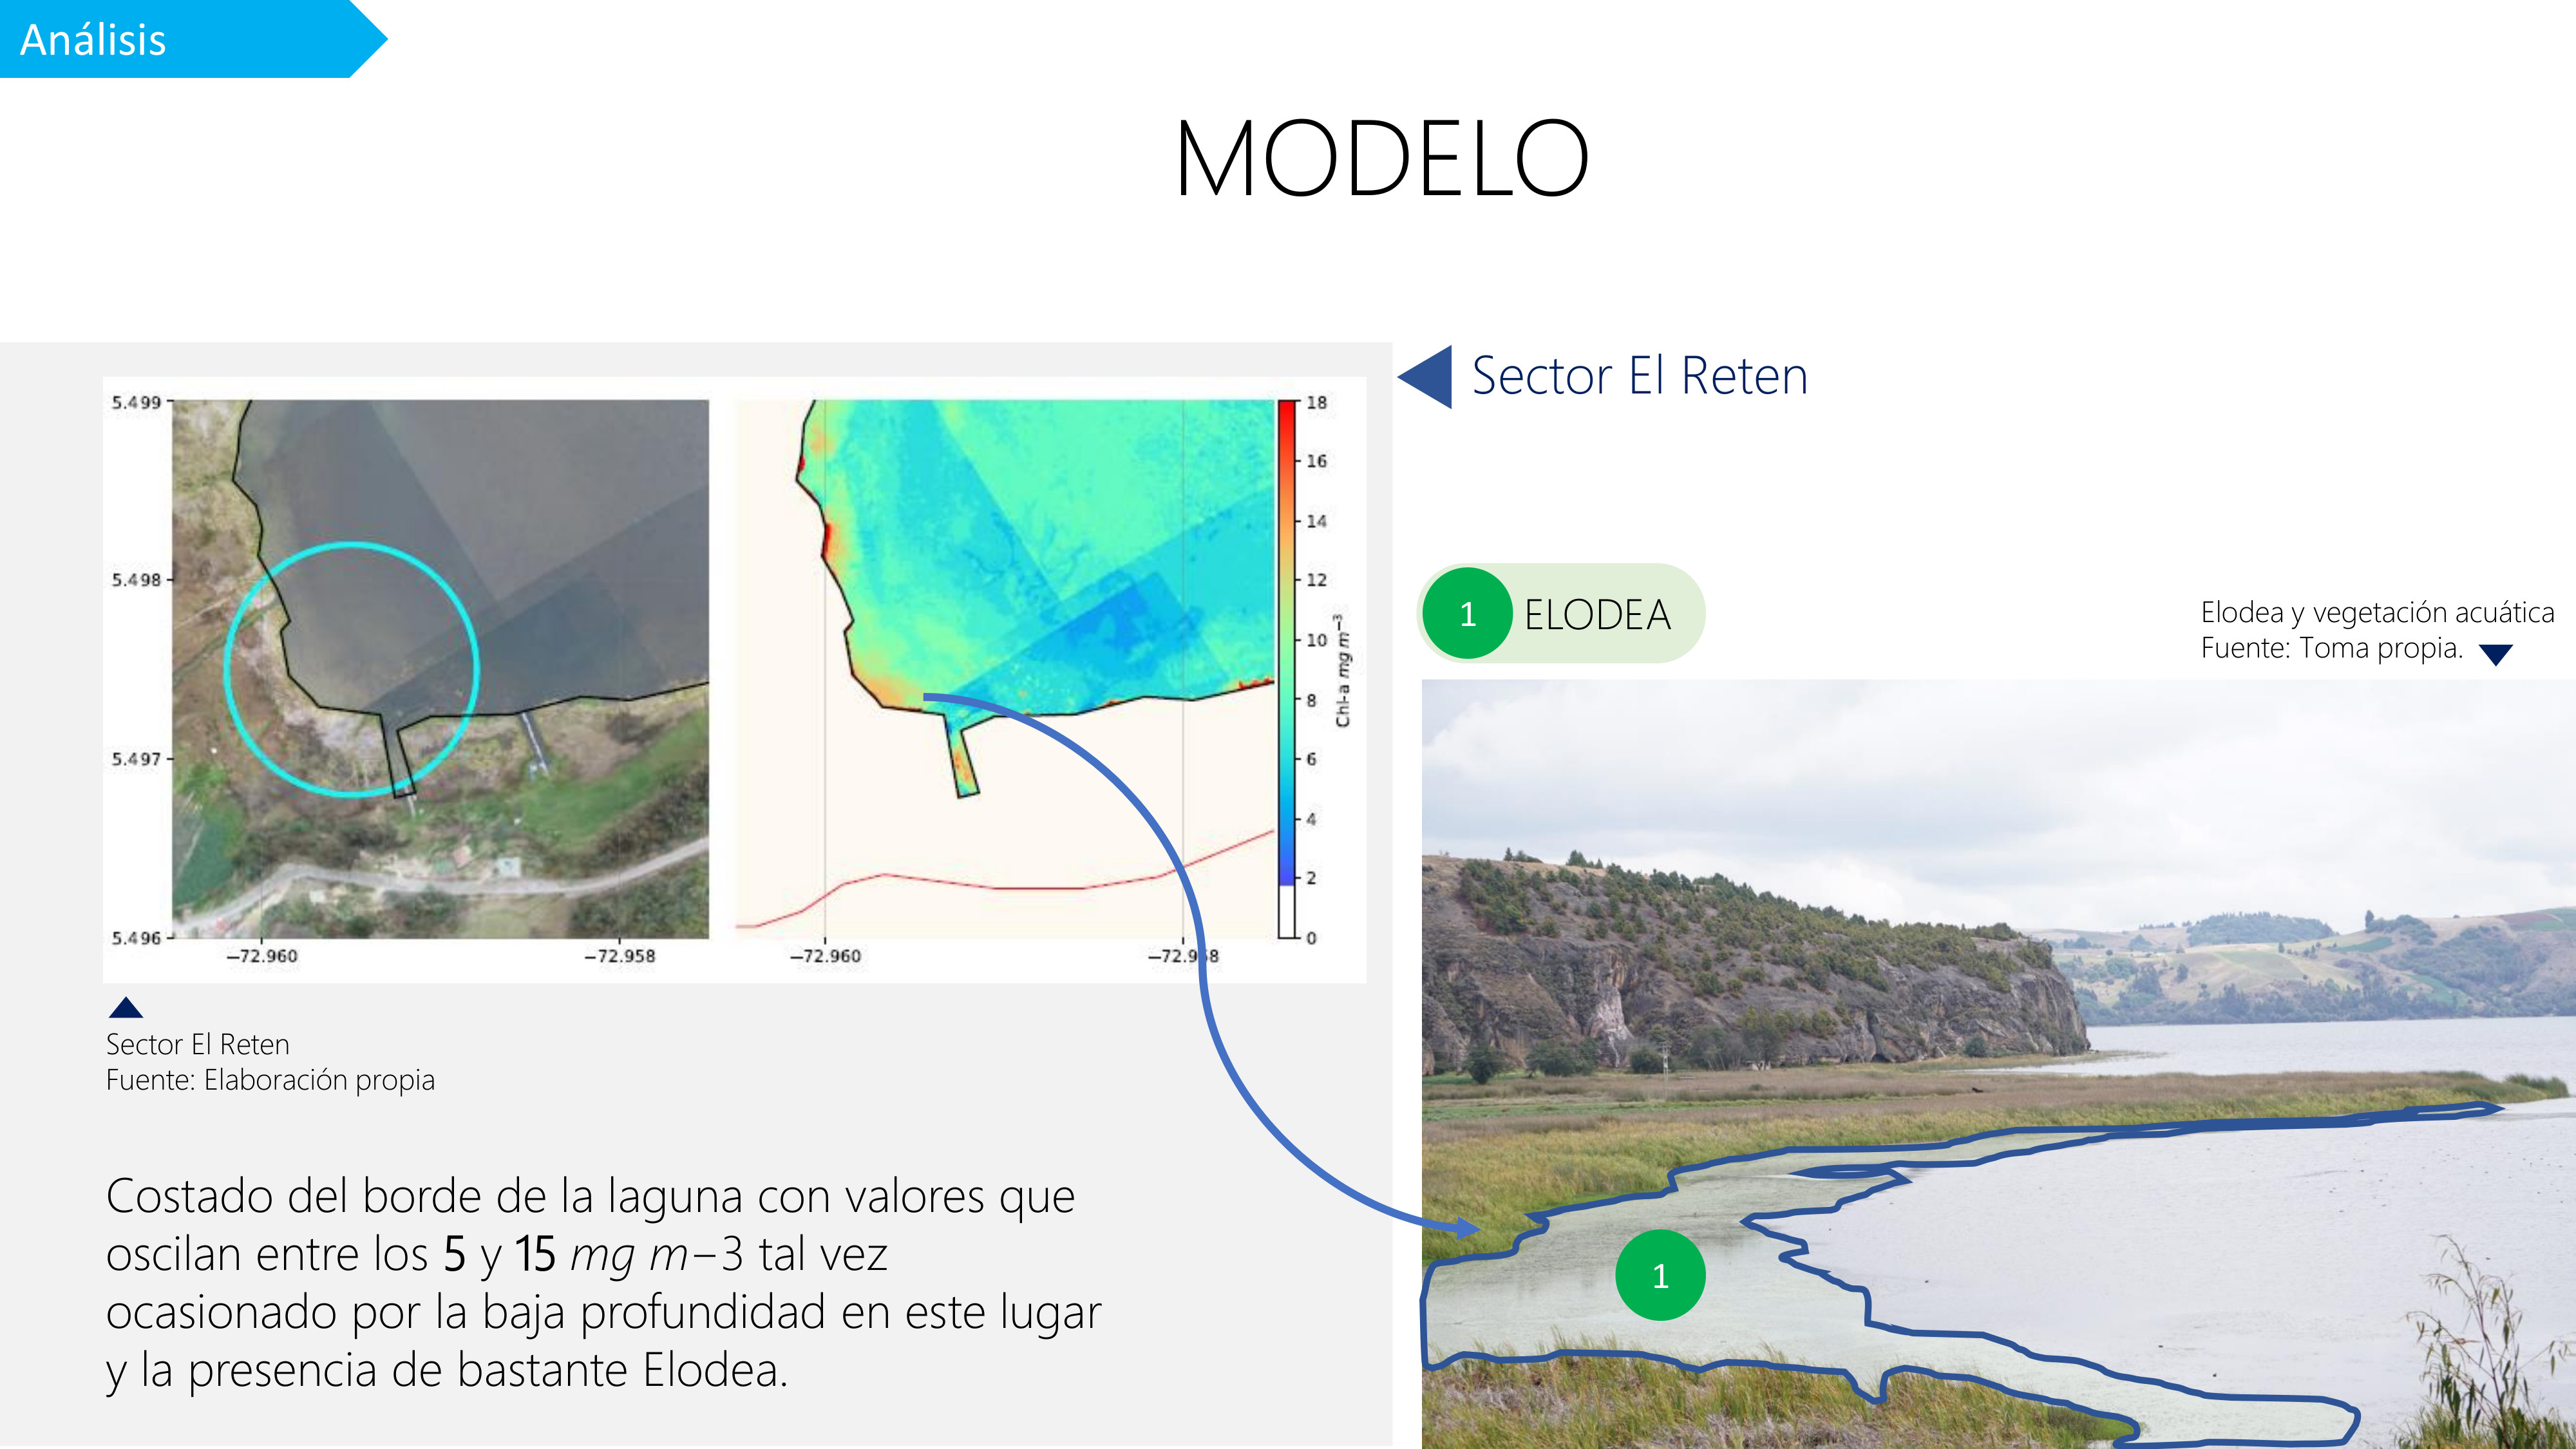 Análisis
MODELO
Sector El Reten
5.499
5.498
5.497
5.496
−72.960
−72.958
−72.960
−72.958
18
16
14
12
10
8
6
4
2
0
Chl-a mg m⁻³
Sector El Reten
Fuente: Elaboración propia
Costado del borde de la laguna con valores que
oscilan entre los 5 y 15 mg m−3 tal vez
ocasionado por la baja profundidad en este lugar
y la presencia de bastante Elodea.
1 ELODEA
Elodea y vegetación acuática
Fuente: Toma propia.
1